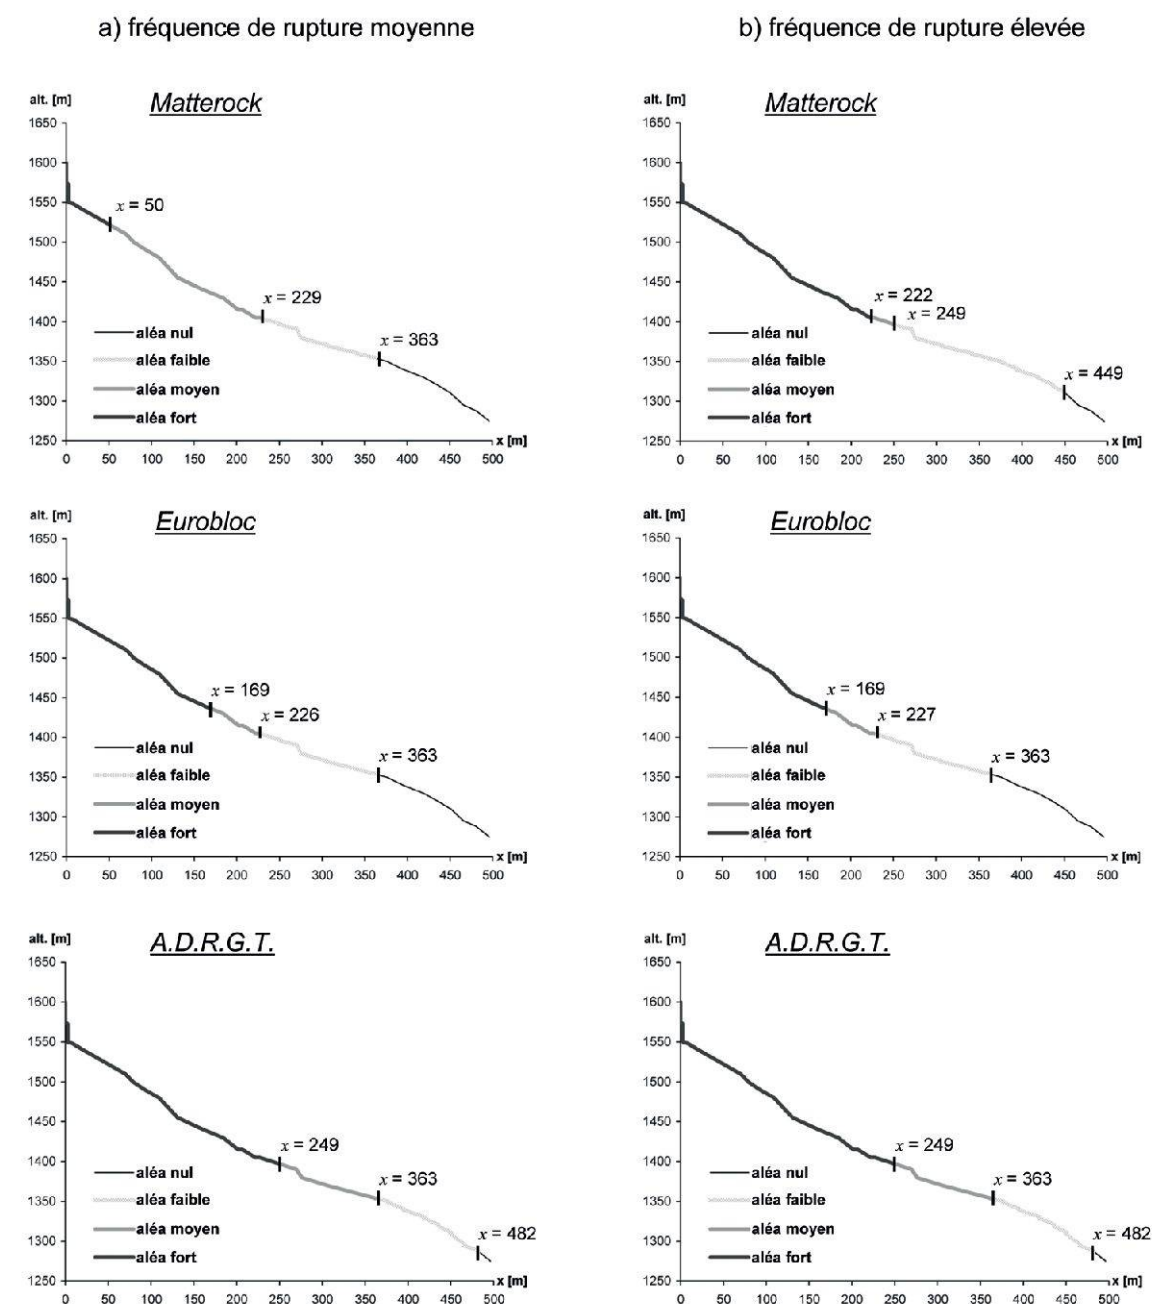 a) fréquence de rupture moyenne
b) fréquence de rupture élevée
alt. [m]
Matterock
1650
1600
1550
1500
1450
1400
1350
1300
1250
x = 50
x = 229
x = 363
aléa nul
aléa faible
aléa moyen
aléa fort
x [m]
0 50 100 150 200 250 300 350 400 450 500
alt. [m]
Matterock
1650
1600
1550
1500
1450
1400
1350
1300
1250
x = 222
x = 249
x = 449
aléa nul
aléa faible
aléa moyen
aléa fort
x [m]
0 50 100 150 200 250 300 350 400 450 500
alt. [m]
Eurobloc
1650
1600
1550
1500
1450
1400
1350
1300
1250
x = 169
x = 226
x = 363
aléa nul
aléa faible
aléa moyen
aléa fort
x [m]
0 50 100 150 200 250 300 350 400 450 500
alt. [m]
Eurobloc
1650
1600
1550
1500
1450
1400
1350
1300
1250
x = 169
x = 227
x = 363
aléa nul
aléa faible
aléa moyen
aléa fort
x [m]
0 50 100 150 200 250 300 350 400 450 500
alt. [m]
A.D.R.G.T.
1650
1600
1550
1500
1450
1400
1350
1300
1250
x = 249
x = 363
x = 482
aléa nul
aléa faible
aléa moyen
aléa fort
x [m]
0 50 100 150 200 250 300 350 400 450 500
alt. [m]
A.D.R.G.T.
1650
1600
1550
1500
1450
1400
1350
1300
1250
x = 249
x = 363
x = 482
aléa nul
aléa faible
aléa moyen
aléa fort
x [m]
0 50 100 150 200 250 300 350 400 450 500